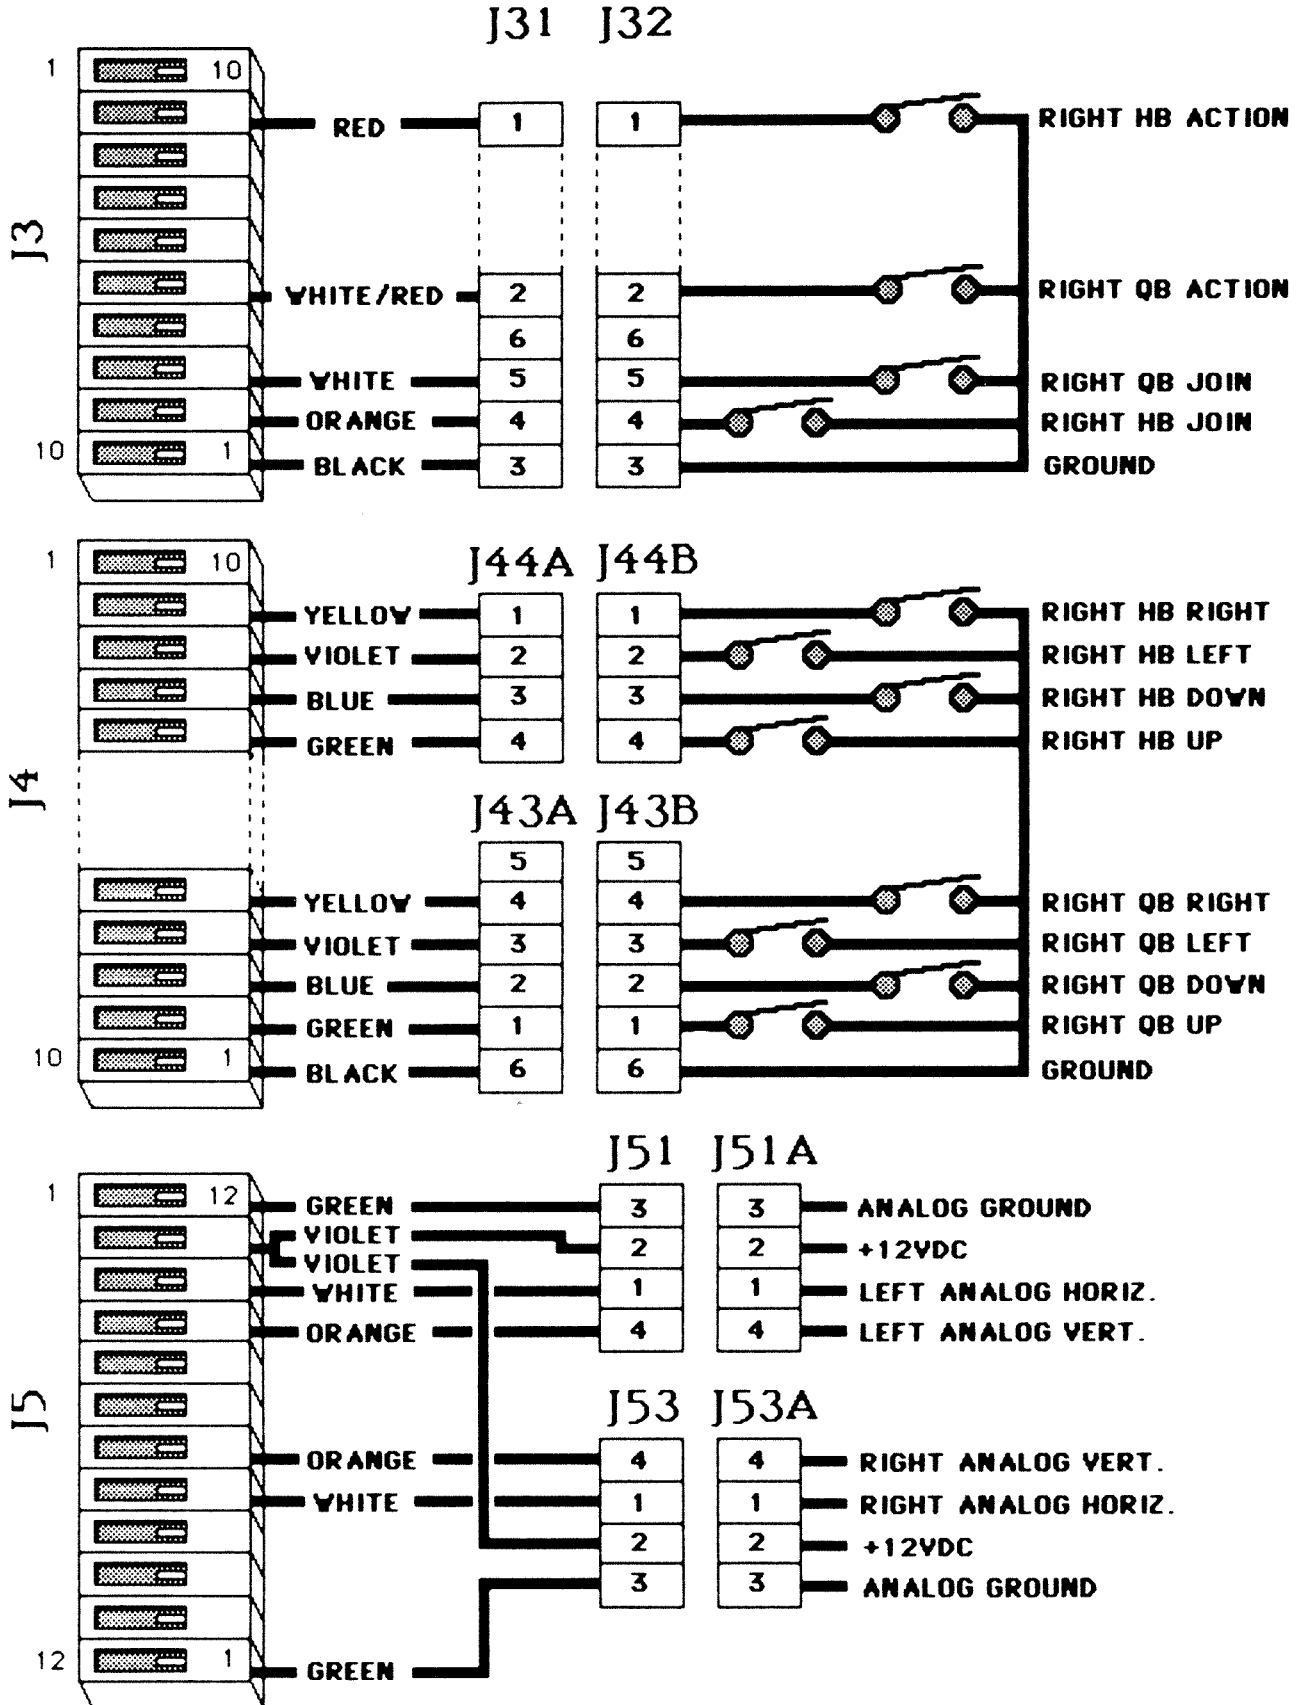 J31 J32
1 10
RED 1 1 RIGHT HB ACTION
J3
WHITE/RED 2 2 RIGHT QB ACTION
6 6
WHITE 5 5 RIGHT QB JOIN
ORANGE 4 4 RIGHT HB JOIN
10 1 BLACK 3 3 GROUND
1 10 J44A J44B
YELLOW 1 1 RIGHT HB RIGHT
VIOLET 2 2 RIGHT HB LEFT
BLUE 3 3 RIGHT HB DOWN
GREEN 4 4 RIGHT HB UP
J4
J43A J43B
5 5
YELLOW 4 4 RIGHT QB RIGHT
VIOLET 3 3 RIGHT QB LEFT
BLUE 2 2 RIGHT QB DOWN
GREEN 1 1 RIGHT QB UP
10 1 BLACK 6 6 GROUND
J51 J51A
1 12 GREEN 3 3 ANALOG GROUND
VIOLET 2 2 +12VDC
VIOLET
WHITE 1 1 LEFT ANALOG HORIZ.
ORANGE 4 4 LEFT ANALOG VERT.
J5
J53 J53A
ORANGE 4 4 RIGHT ANALOG VERT.
WHITE 1 1 RIGHT ANALOG HORIZ.
2 2 +12VDC
3 3 ANALOG GROUND
12 1 GREEN